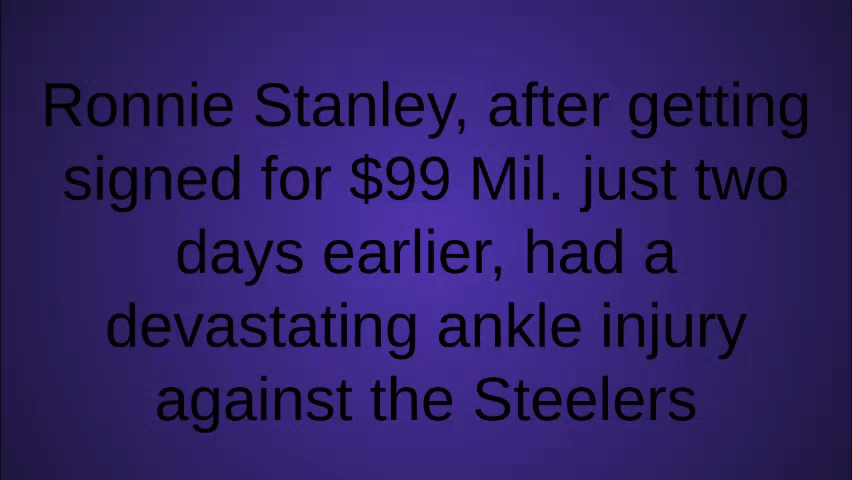 Ronnie Stanley, after getting
signed for $99 Mil. just two
days earlier, had a
devastating ankle injury
against the Steelers